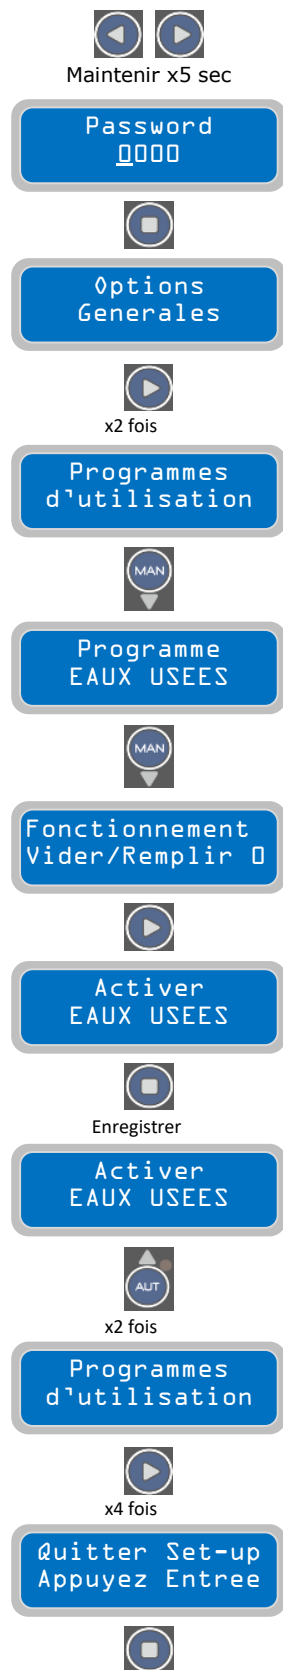 Maintenir x5 sec
Password
0000
Options
Generales
x2 fois
Programmes
d'utilisation
MAN
Programme
EAUX USEES
MAN
Fonctionnement
Vider/Remplir 0
Activer
EAUX USEES
Enregistrer
Activer
EAUX USEES
AUT
x2 fois
Programmes
d'utilisation
x4 fois
Quitter Set-up
Appuyez Entree